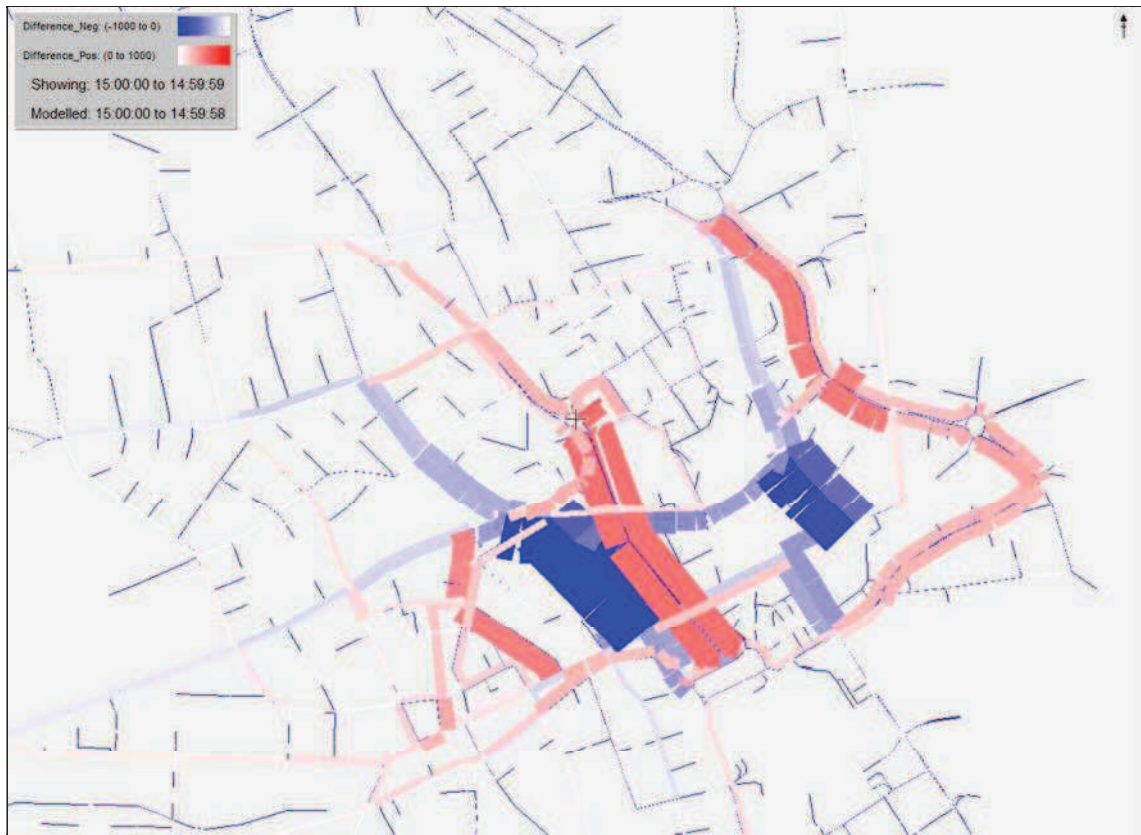 Difference_Neg: (-1000 to 0)
Difference_Pos: (0 to 1000)
Showing: 15:00:00 to 14:59:59
Modelled: 15:00:00 to 14:59:58